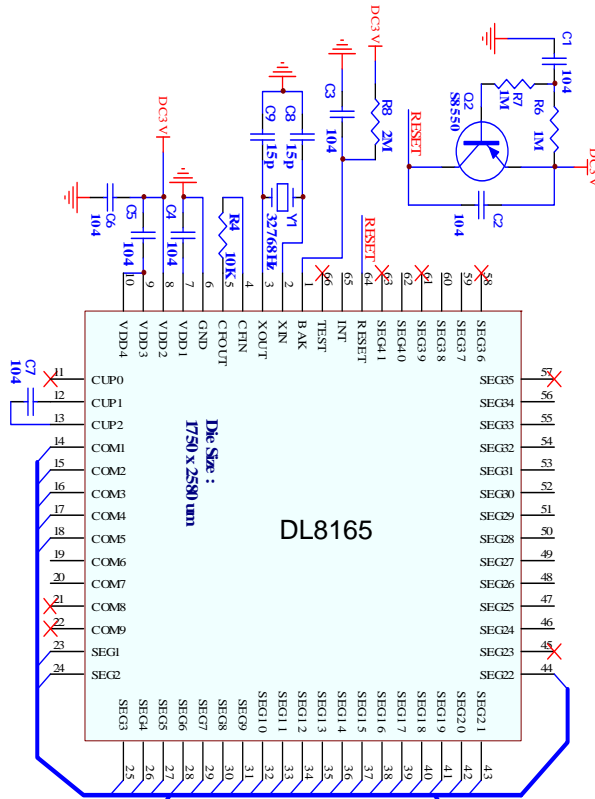 DC3V
C1
104
R7
1M
R6
1M
Q2
S8550
RESET
DC3V
C2
104
DC3V
R8
2M
C3
104
C9
15p
C8
15p
Y1
32768Hz
R4
10K
DC3V
C6
104
C5
104
C4
104
C7
104
RESET
10
9
8
7
6
5
4
3
2
1
66
65
64
63
62
61
60
59
58
VDD4
VDD3
VDD2
VDD1
GND
CFOUT
CFIN
XOUT
XIN
BAK
TEST
INT
RESET
SEG41
SEG40
SEG39
SEG38
SEG37
SEG36
11 CUP0
12 CUP1
13 CUP2
14 COM1
15 COM2
16 COM3
17 COM4
18 COM5
19 COM6
20 COM7
21 COM8
22 COM9
23 SEG1
24 SEG2
Die Size :
1750 x 2580 um
DL8165
SEG35 57
SEG34 56
SEG33 55
SEG32 54
SEG31 53
SEG30 52
SEG29 51
SEG28 50
SEG27 49
SEG26 48
SEG25 47
SEG24 46
SEG23 45
SEG22 44
SEG3
SEG4
SEG5
SEG6
SEG7
SEG8
SEG9
SEG10
SEG11
SEG12
SEG13
SEG14
SEG15
SEG16
SEG17
SEG18
SEG19
SEG20
SEG21
25
26
27
28
29
30
31
32
33
34
35
36
37
38
39
40
41
42
43